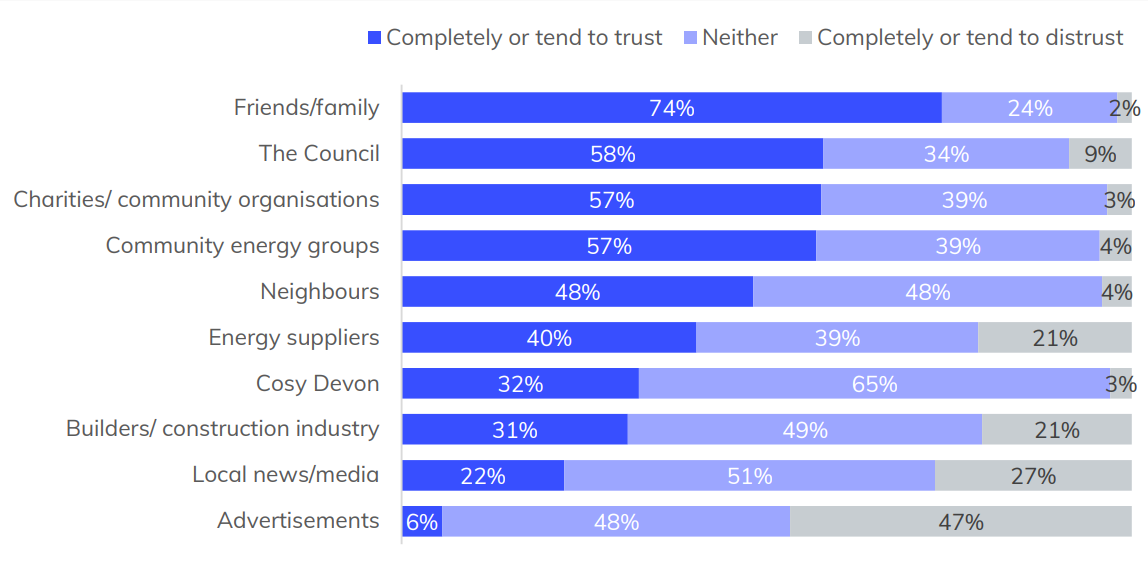 Completely or tend to trust Neither Completely or tend to distrust
Friends/family 74% 24% 2%
The Council 58% 34% 9%
Charities/ community organisations 57% 39% 3%
Community energy groups 57% 39% 4%
Neighbours 48% 48% 4%
Energy suppliers 40% 39% 21%
Cosy Devon 32% 65% 3%
Builders/ construction industry 31% 49% 21%
Local news/media 22% 51% 27%
Advertisements 6% 48% 47%